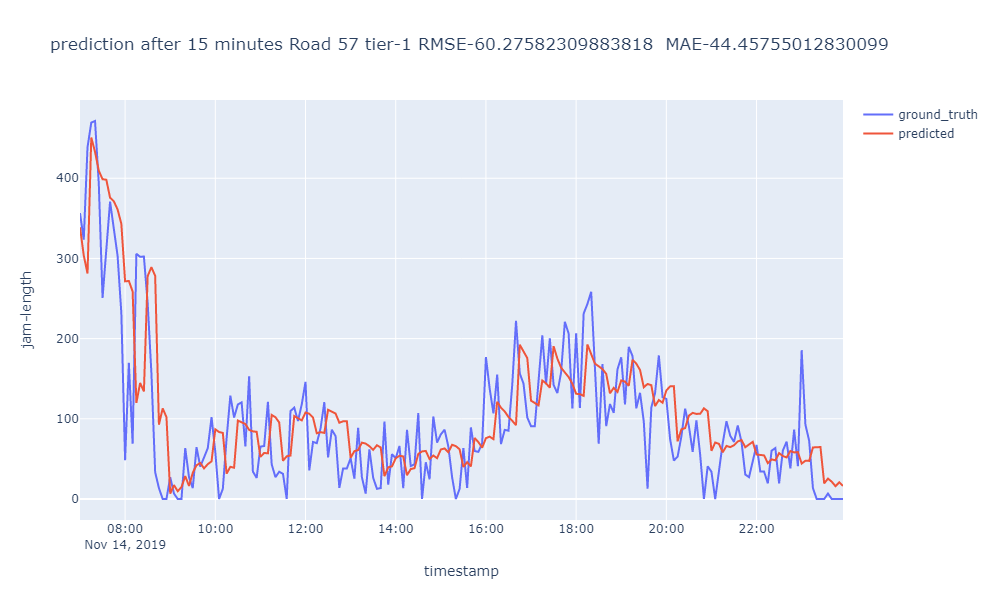 prediction after 15 minutes Road 57 tier-1 RMSE-60.27582309883818  MAE-44.45755012830099
ground_truth
predicted
400
300
200
100
0
jam-length
08:00 10:00 12:00 14:00 16:00 18:00 20:00 22:00
Nov 14, 2019
timestamp